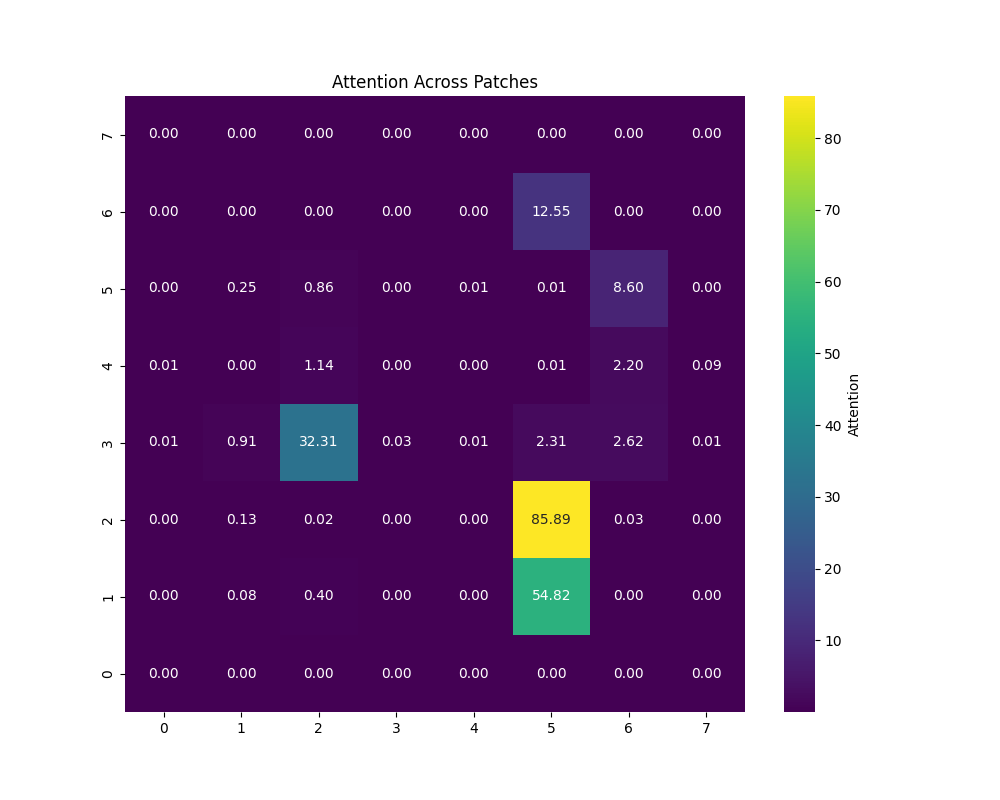 Attention Across Patches
7 0.00 0.00 0.00 0.00 0.00 0.00 0.00 0.00
80
70
6 0.00 0.00 0.00 0.00 0.00 12.55 0.00 0.00
60
5 0.00 0.25 0.86 0.00 0.01 0.01 8.60 0.00
50
4 0.01 0.00 1.14 0.00 0.00 0.01 2.20 0.09
Attention
40
3 0.01 0.91 32.31 0.03 0.01 2.31 2.62 0.01
30
2 0.00 0.13 0.02 0.00 0.00 85.89 0.03 0.00
20
1 0.00 0.08 0.40 0.00 0.00 54.82 0.00 0.00
10
0 0.00 0.00 0.00 0.00 0.00 0.00 0.00 0.00
0 1 2 3 4 5 6 7